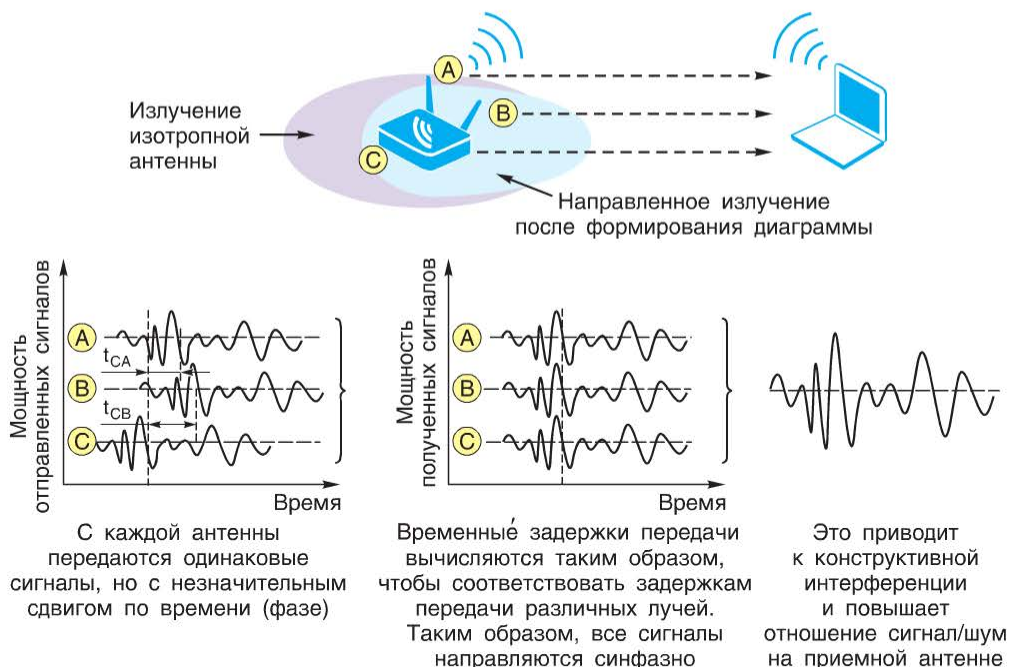 A
B
C
Излучение
изотропной
антенны
Направленное излучение
после формирования диаграммы
Мощность
отправленных сигналов
A
tCA
B
tCB
C
Время
С каждой антенны
передаются одинаковые
сигналы, но с незначительным
сдвигом по времени (фазе)
Мощность
полученных сигналов
A
B
C
Время
Временны́е задержки передачи
вычисляются таким образом,
чтобы соответствовать задержкам
передачи различных лучей.
Таким образом, все сигналы
направляются синфазно
Это приводит
к конструктивной
интерференции
и повышает
отношение сигнал/шум
на приемной антенне